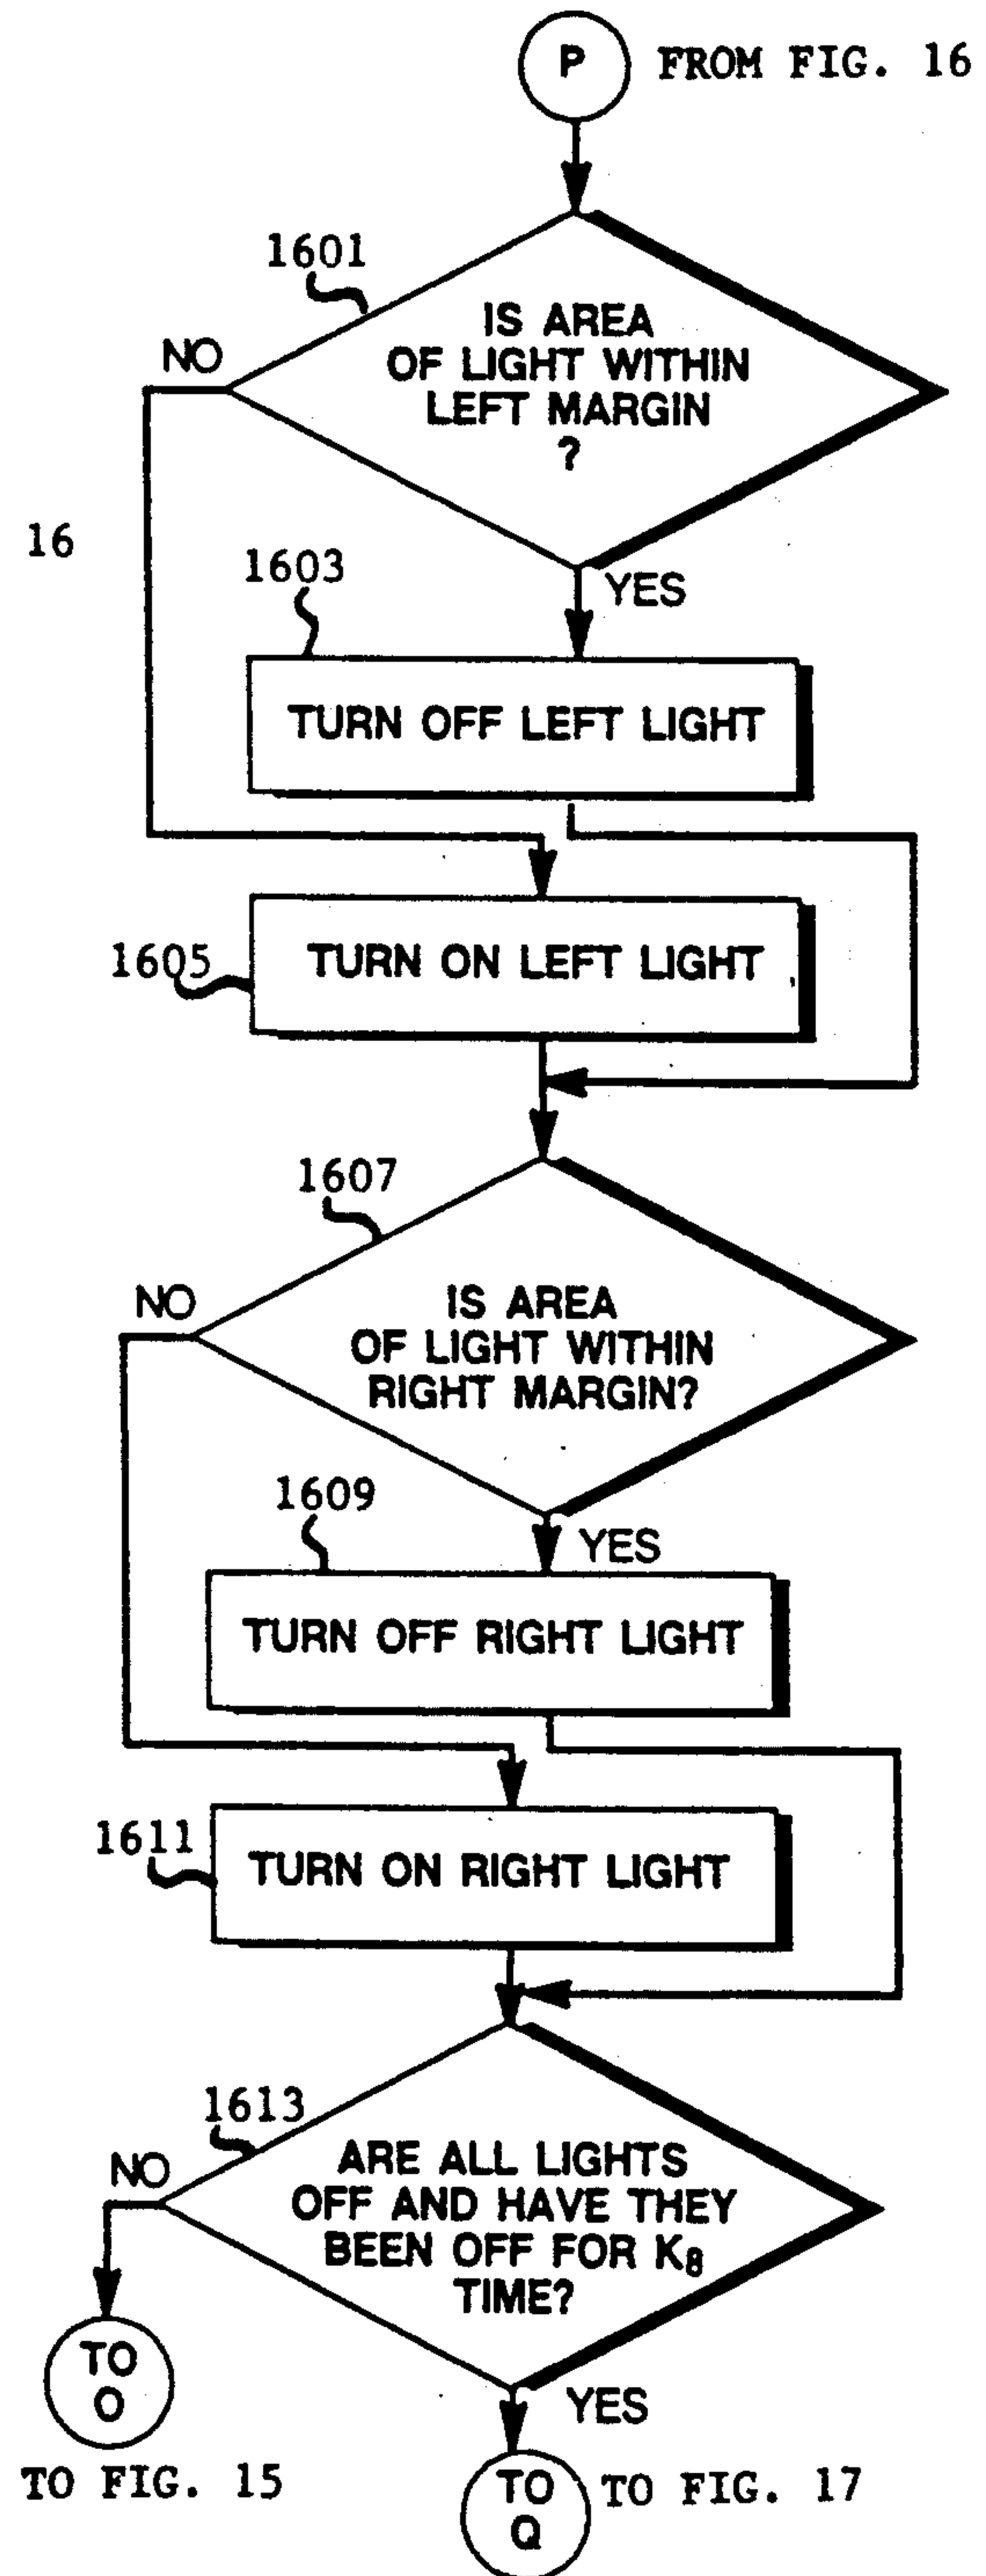 P FROM FIG. 16
1601
IS AREA
OF LIGHT WITHIN
LEFT MARGIN
?
NO
16
1603
YES
TURN OFF LEFT LIGHT
1605
TURN ON LEFT LIGHT
1607
NO
IS AREA
OF LIGHT WITHIN
RIGHT MARGIN?
1609
YES
TURN OFF RIGHT LIGHT
1611
TURN ON RIGHT LIGHT
1613
NO
ARE ALL LIGHTS
OFF AND HAVE THEY
BEEN OFF FOR K₈
TIME?
TO
O
TO FIG. 15
YES
TO
Q
TO FIG. 17